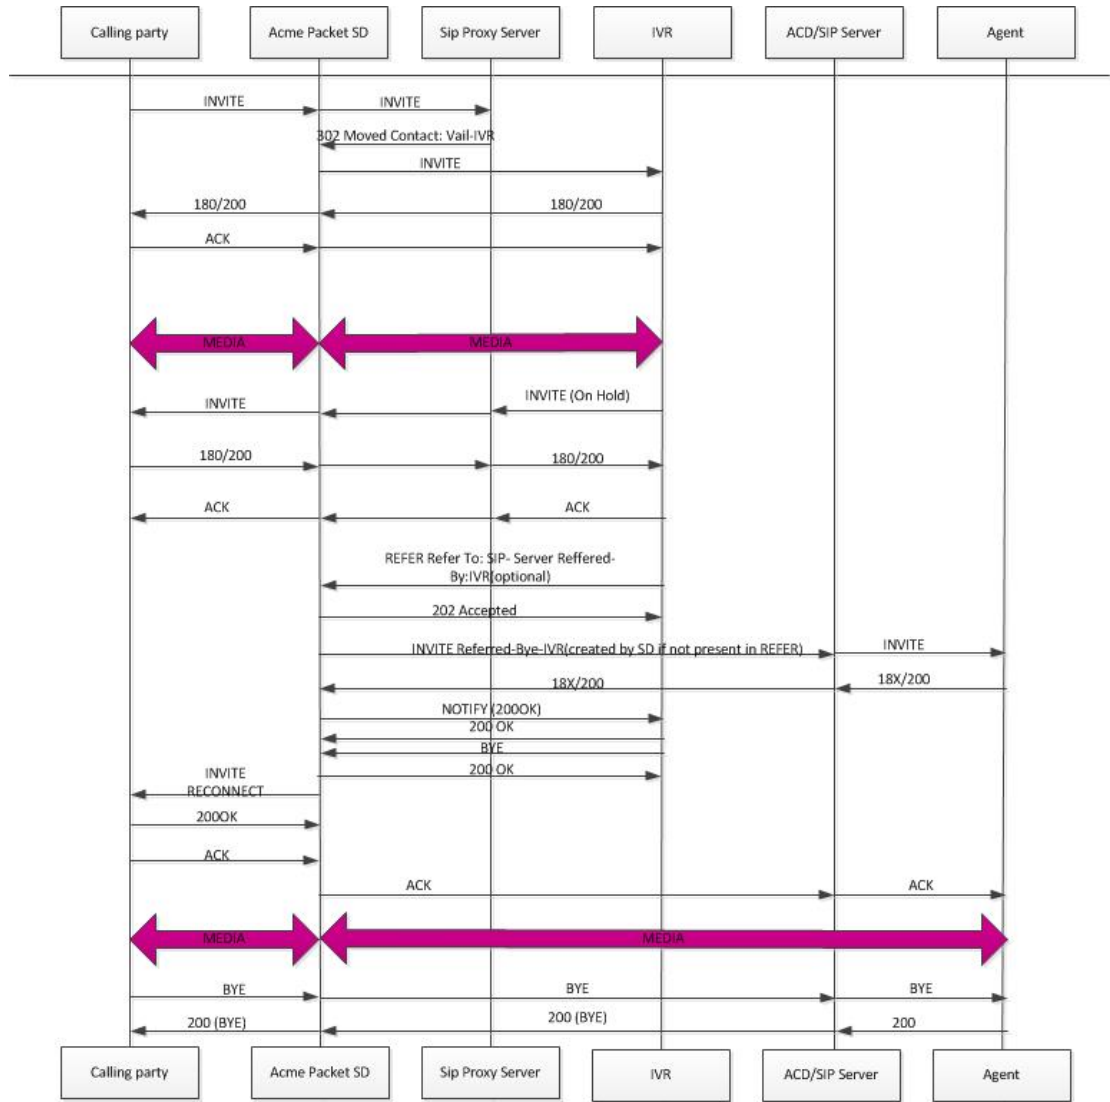 Calling party
Acme Packet SD
Sip Proxy Server
IVR
ACD/SIP Server
Agent
INVITE
INVITE
302 Moved Contact: Vail-IVR
INVITE
180/200
180/200
ACK
MEDIA
MEDIA
INVITE (On Hold)
INVITE
180/200
180/200
ACK
ACK
REFER Refer To: SIP- Server Reffered-
By:IVR(optional)
202 Accepted
INVITE Referred-Bye-IVR(created by SD if not present in REFER)
INVITE
18X/200
18X/200
NOTIFY (200OK)
200 OK
BYE
200 OK
INVITE
RECONNECT
200OK
ACK
ACK
ACK
MEDIA
MEDIA
BYE
BYE
BYE
200 (BYE)
200 (BYE)
200
Calling party
Acme Packet SD
Sip Proxy Server
IVR
ACD/SIP Server
Agent